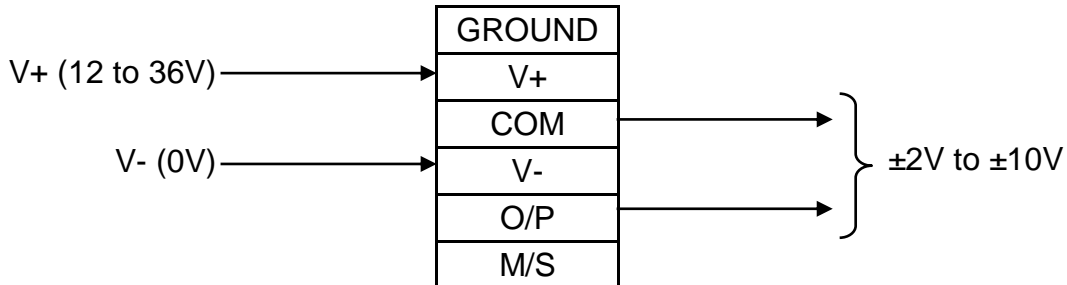 GROUND
V+ (12 to 36V)
V+
COM
V- (0V)
V-
±2V to ±10V
O/P
M/S